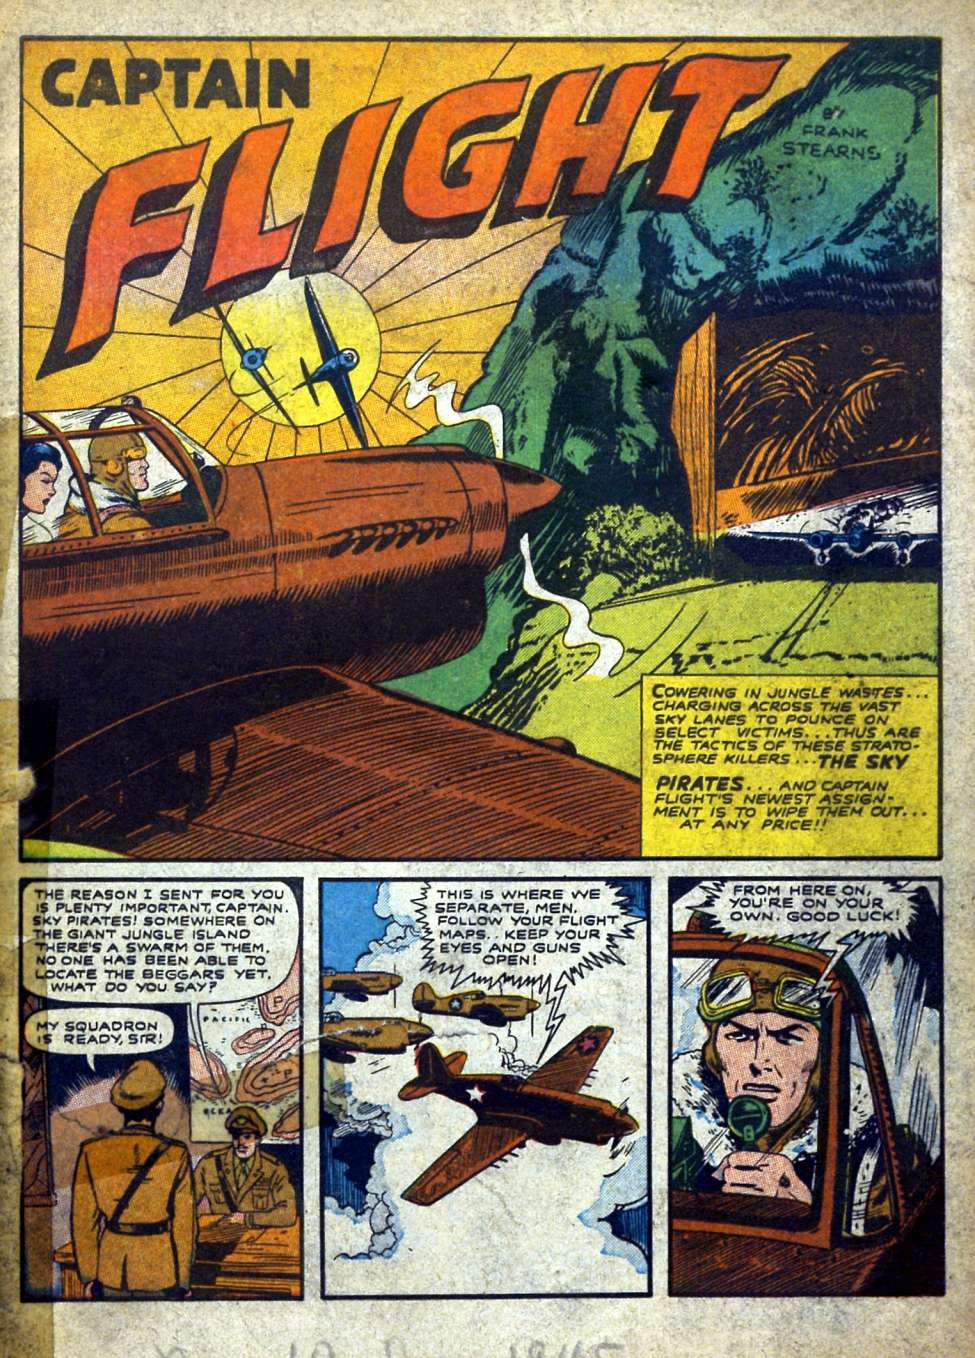 CAPTAIN
FLIGHT
BY
FRANK
STEARNS
COWERING IN JUNGLE WASTES...
CHARGING ACROSS THE VAST
SKY LANES TO POUNCE ON
SELECT VICTIMS...THUS ARE
THE TACTICS OF THESE STRATO-
SPHERE KILLERS...THE SKY
PIRATES....AND CAPTAIN
FLIGHT'S NEWEST ASSIGN-
MENT IS TO WIPE THEM OUT...
AT ANY PRICE!!
THE REASON I SENT FOR YOU
IS PLENTY IMPORTANT, CAPTAIN.
SKY PIRATES! SOMEWHERE ON
THE GIANT JUNGLE ISLAND
THERE'S A SWARM OF THEM.
NO ONE HAS BEEN ABLE TO
LOCATE THE BEGGARS YET.
WHAT DO YOU SAY?
MY SQUADRON
IS READY, SIR!
PACIFIC
OCEA
THIS IS WHERE WE
SEPARATE, MEN.
FOLLOW YOUR FLIGHT
MAPS.. KEEP YOUR
EYES AND GUNS
OPEN!
FROM HERE ON,
YOU'RE ON YOUR
OWN. GOOD LUCK!